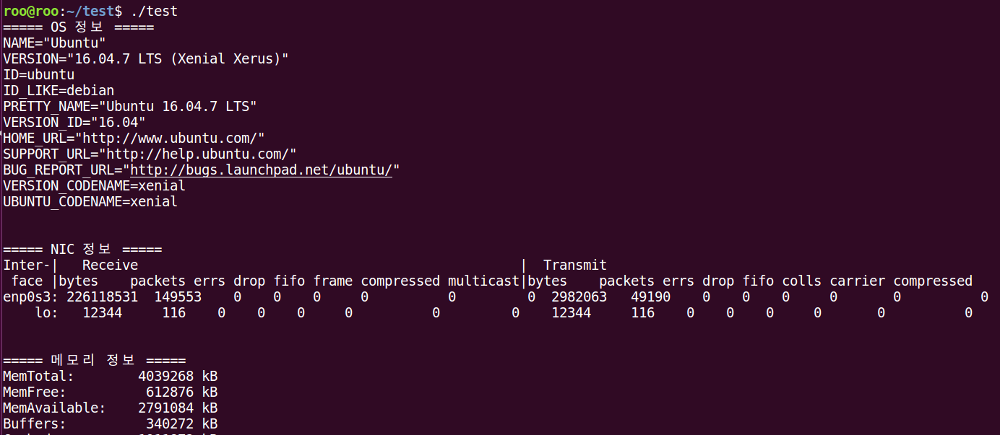 roo@roo:~/test$ ./test
===== OS 정보 =====
NAME="Ubuntu"
VERSION="16.04.7 LTS (Xenial Xerus)"
ID=ubuntu
ID_LIKE=debian
PRETTY_NAME="Ubuntu 16.04.7 LTS"
VERSION_ID="16.04"
HOME_URL="http://www.ubuntu.com/"
SUPPORT_URL="http://help.ubuntu.com/"
BUG_REPORT_URL="http://bugs.launchpad.net/ubuntu/"
VERSION_CODENAME=xenial
UBUNTU_CODENAME=xenial
===== NIC 정보 =====
Inter-|   Receive                                                |  Transmit
 face |bytes    packets errs drop fifo frame compressed multicast|bytes    packets errs drop fifo colls carrier compressed
enp0s3: 226118531  149553    0    0    0    0          0         0  2982063   49190    0    0    0     0       0          0
    lo:   12344     116    0    0    0     0          0         0    12344     116    0    0    0     0       0          0
===== 메모리 정보 =====
MemTotal:        4039268 kB
MemFree:          612876 kB
MemAvailable:    2791084 kB
Buffers:          340272 kB